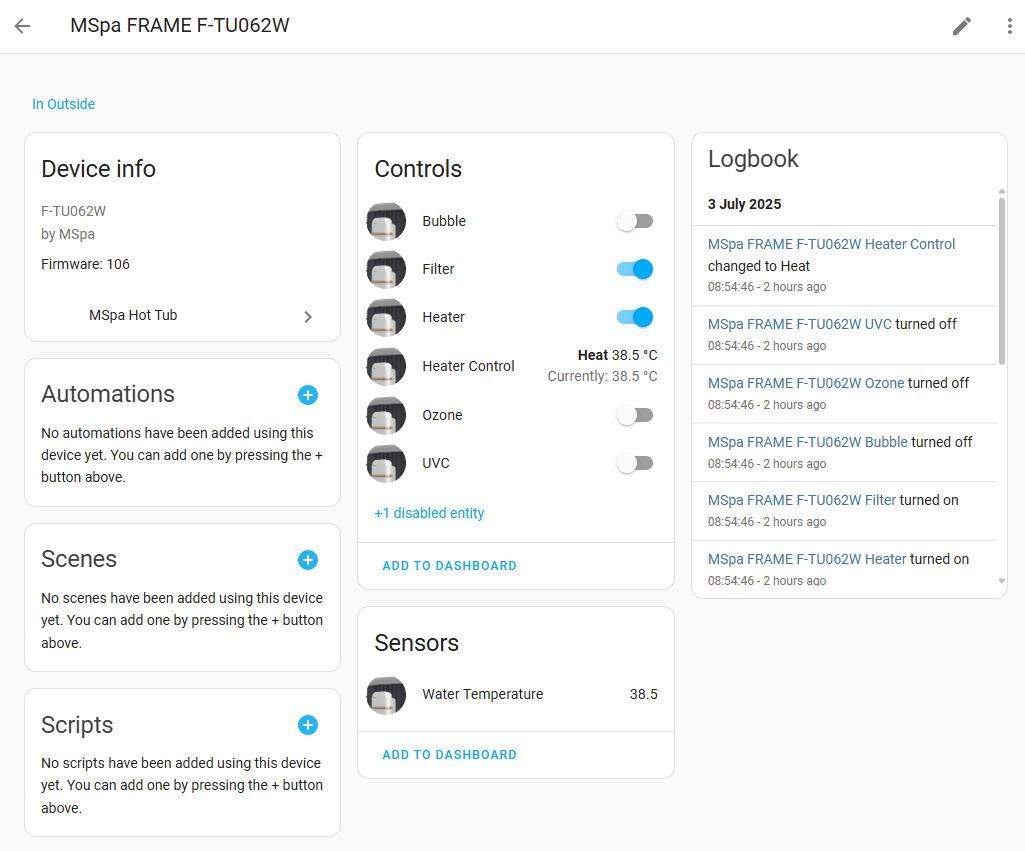 MSpa FRAME F-TU062W
In Outside
Device info
F-TU062W
by MSpa
Firmware: 106
MSpa Hot Tub
Automations
No automations have been added using this
device yet. You can add one by pressing the +
button above.
Scenes
No scenes have been added using this device
yet. You can add one by pressing the + button
above.
Scripts
No scripts have been added using this device
yet. You can add one by pressing the + button
above.
Controls
Bubble
Filter
Heater
Heater Control
Heat 38.5 °C
Currently: 38.5 °C
Ozone
UVC
+1 disabled entity
ADD TO DASHBOARD
Sensors
Water Temperature 38.5
ADD TO DASHBOARD
Logbook
3 July 2025
MSpa FRAME F-TU062W Heater Control
changed to Heat
08:54:46 - 2 hours ago
MSpa FRAME F-TU062W UVC turned off
08:54:46 - 2 hours ago
MSpa FRAME F-TU062W Ozone turned off
08:54:46 - 2 hours ago
MSpa FRAME F-TU062W Bubble turned off
08:54:46 - 2 hours ago
MSpa FRAME F-TU062W Filter turned on
08:54:46 - 2 hours ago
MSpa FRAME F-TU062W Heater turned on
08:54:46 - 2 hours ago